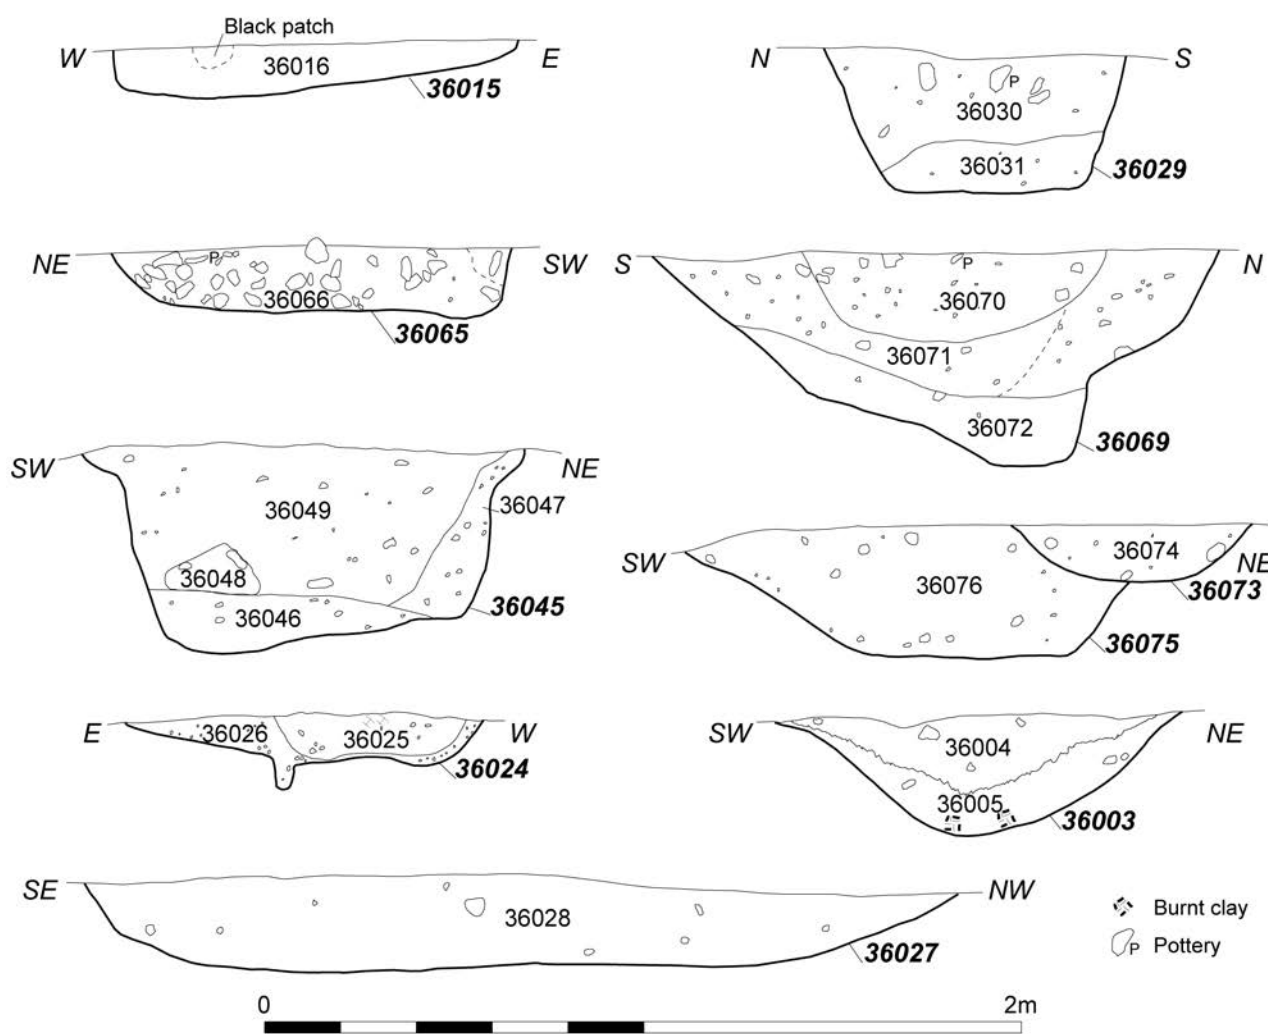 Black patch
W
36016
E
36015
N
S
P
36030
36031
36029
NE
P
SW
36066
36065
S
P
N
36070
36071
36072
36069
SW
NE
36049
36047
36048
36046
36045
SW
36074
NE
36076
36073
36075
E
36026
36025
W
36024
SW
36004
NE
36005
36003
SE
36028
NW
36027
Burnt clay
P Pottery
0 2m